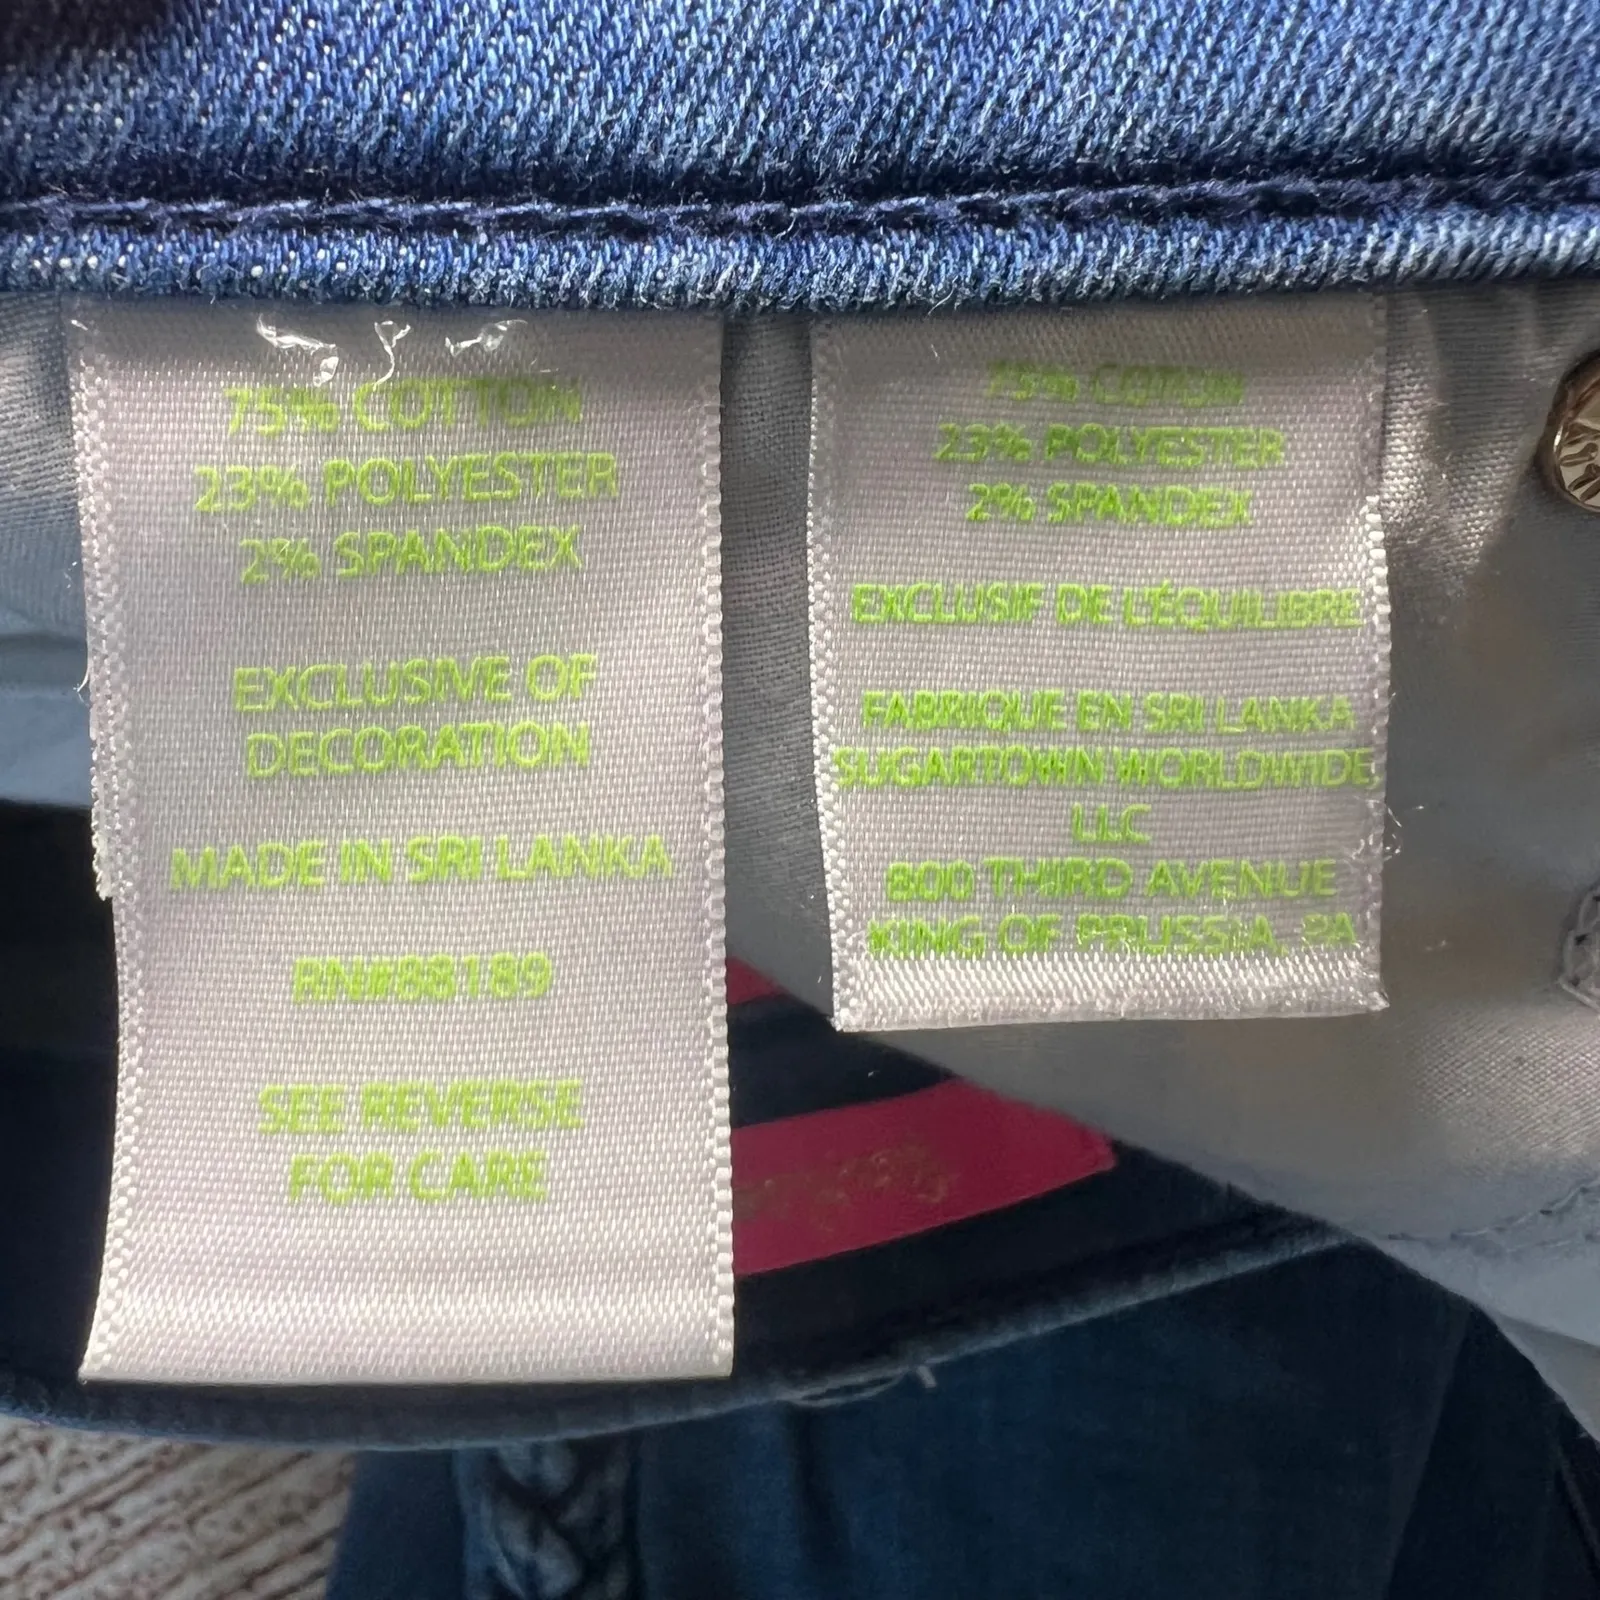 75% COTTON
23% POLYESTER
2% SPANDEX
EXCLUSIVE OF
DECORATION
MADE IN SRI LANKA
RN#88189
SEE REVERSE
FOR CARE
75% COTTON
23% POLYESTER
2% SPANDEX
EXCLUSIF DE L'ÉQUILIBRE
FABRIQUE EN SRI LANKA
SUGARTOWN WORLDWIDE,
LLC
800 THIRD AVENUE
KING OF PRUSSIA, PA